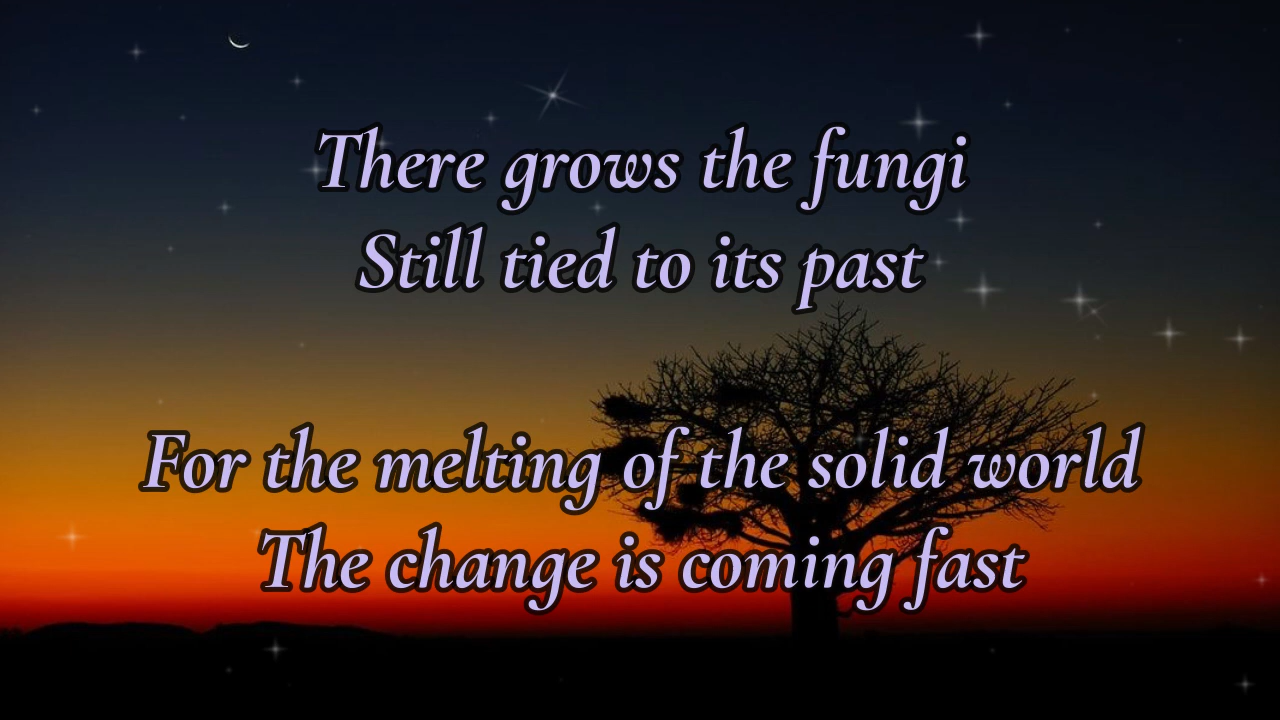 There grows the fungi
Still tied to its past
For the melting of the solid world
The change is coming fast